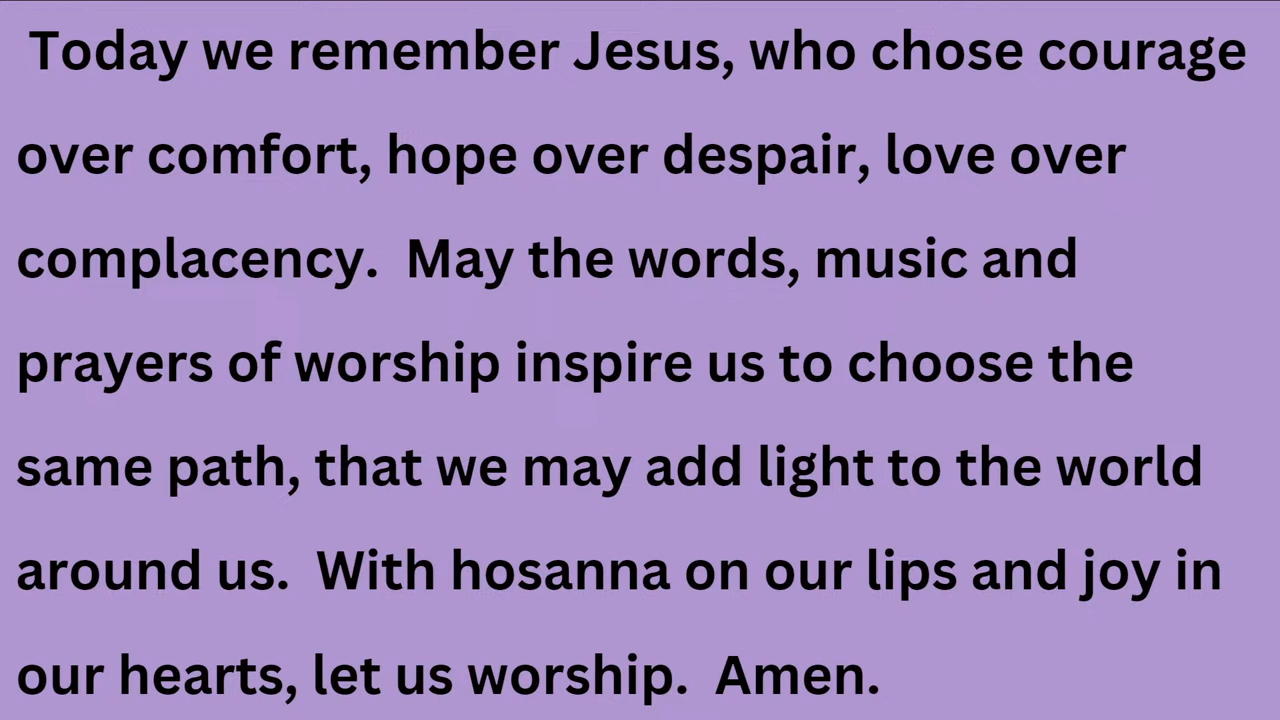 Today we remember Jesus, who chose courage
over comfort, hope over despair, love over
complacency.  May the words, music and
prayers of worship inspire us to choose the
same path, that we may add light to the world
around us.  With hosanna on our lips and joy in
our hearts, let us worship.  Amen.